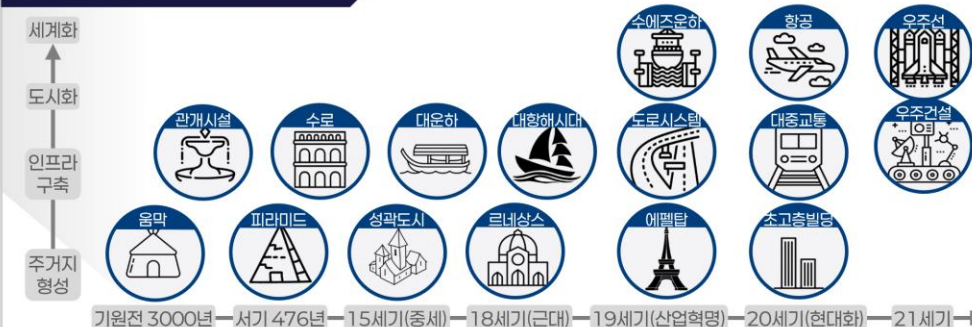 세계화
도시화
인프라
구축
주거지
형성
수에즈운하
항공
우주선
관개시설
수로
대운하
대항해시대
도로시스템
대중교통
우주건설
움막
피라미드
성곽도시
르네상스
에펠탑
초고층빌딩
기원전 3000년
서기 476년
15세기(중세)
18세기(근대)
19세기(산업혁명)
20세기(현대화)
21세기